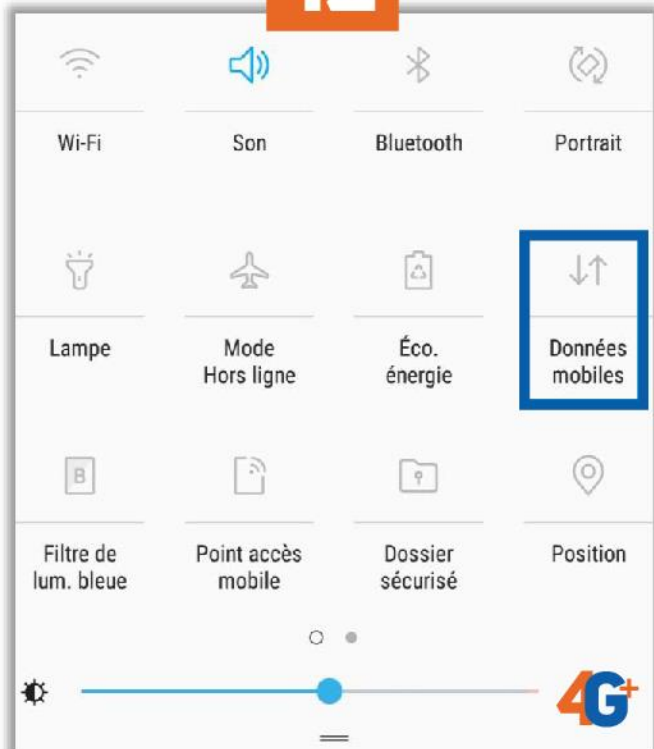 Wi-Fi
Son
Bluetooth
Portrait
Lampe
Mode
Hors ligne
Éco.
énergie
Données
mobiles
B
Filtre de
lum. bleue
Point accès
mobile
Dossier
sécurisé
Position
4G+